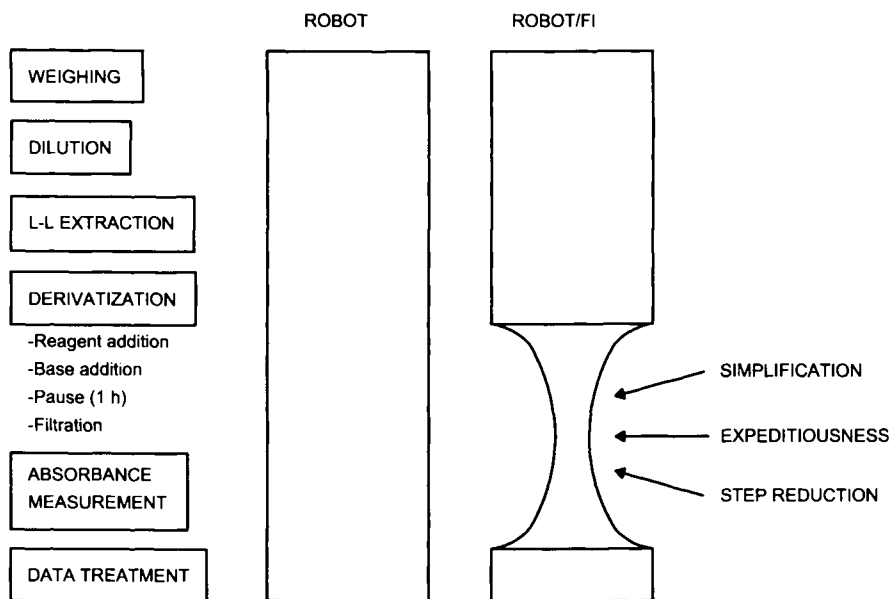 ROBOT
ROBOT/FI
WEIGHING
DILUTION
L-L EXTRACTION
DERIVATIZATION
-Reagent addition
-Base addition
-Pause (1 h)
-Filtration
SIMPLIFICATION
EXPEDITIOUSNESS
STEP REDUCTION
ABSORBANCE
MEASUREMENT
DATA TREATMENT